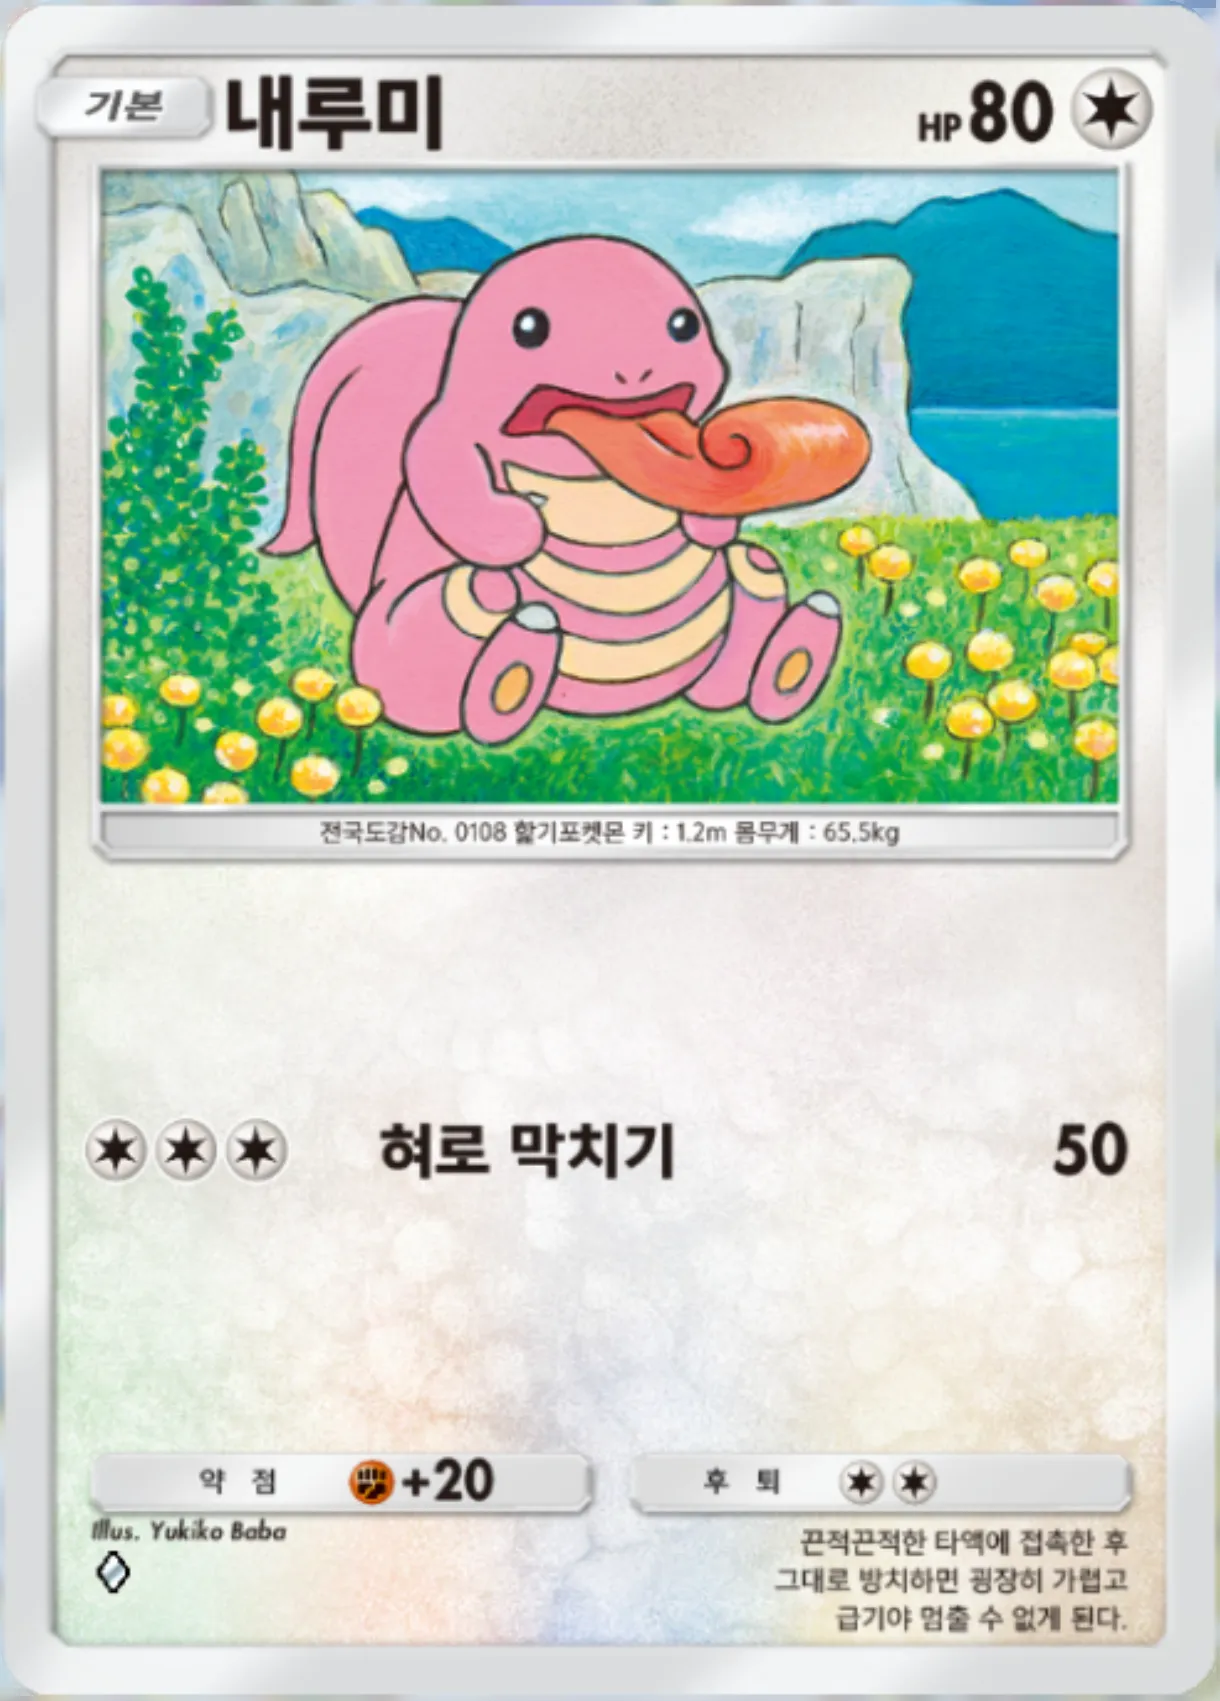 기본 내루미 HP 80
전국도감No. 0108 핥기포켓몬 키 : 1.2m 몸무게 : 65.5kg
혀로 막치기 50
약점 +20 후퇴
Illus. Yukiko Baba
끈적끈적한 타액에 접촉한 후
그대로 방치하면 굉장히 가렵고
급기야 멈출 수 없게 된다.